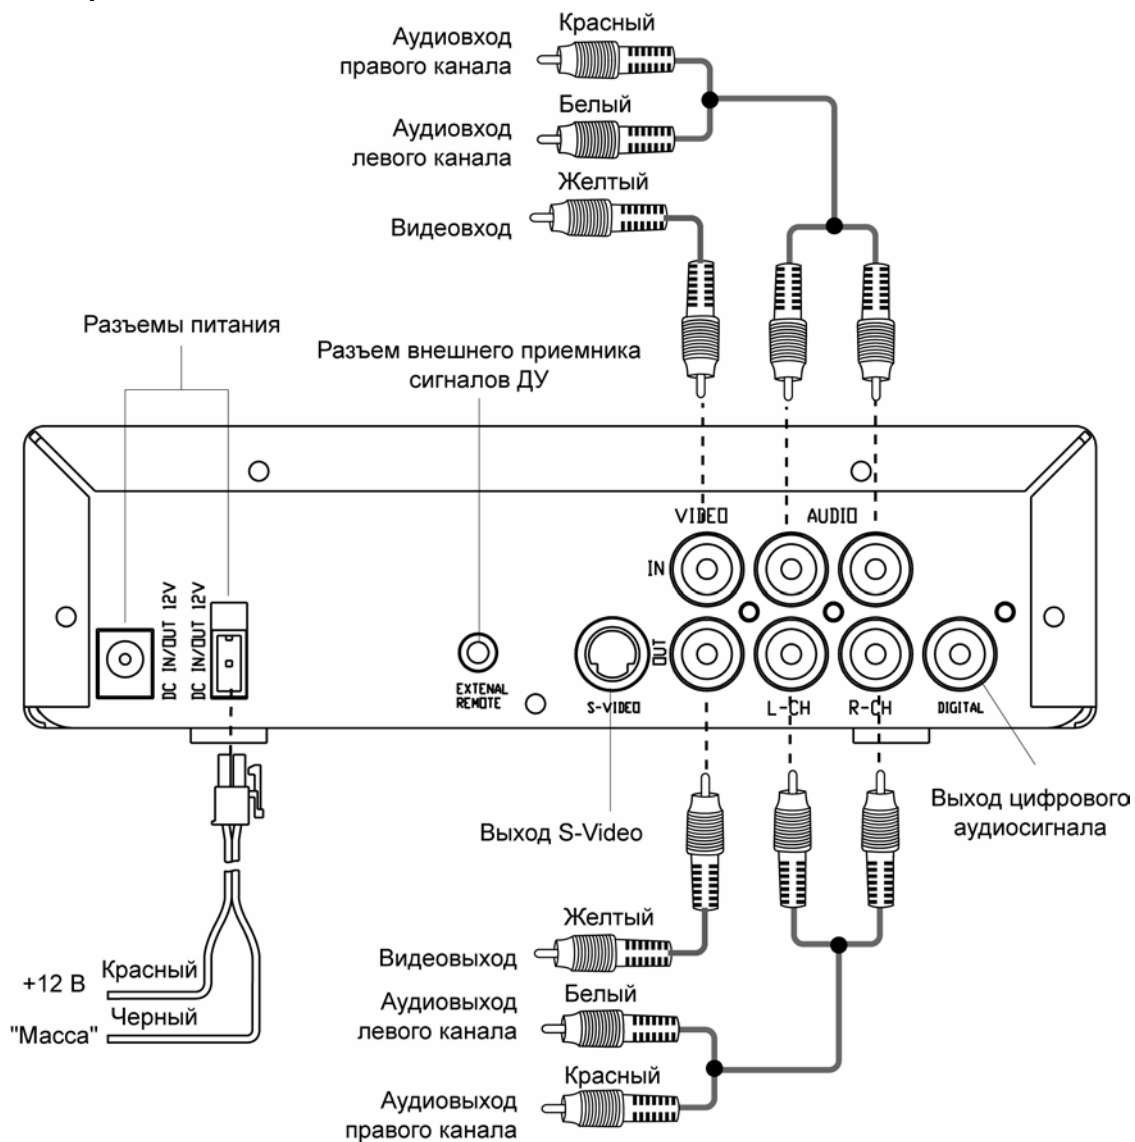 Красный
Аудиовход
правого канала
Белый
Аудиовход
левого канала
Желтый
Видеовход
Разъемы питания
Разъем внешнего приемника
сигналов ДУ
VIDEO
AUDIO
IN
DC IN/OUT 12V
DC IN/OUT 12V
OUT
EXTENAL
REMOTE
S-VIDEO
L-CH
R-CH
DIGITAL
Выход S-Video
Выход цифрового
аудиосигнала
Желтый
Видеовыход
Красный
+12 В
Белый
Аудиовыход
левого канала
Черный
"Масса"
Красный
Аудиовыход
правого канала